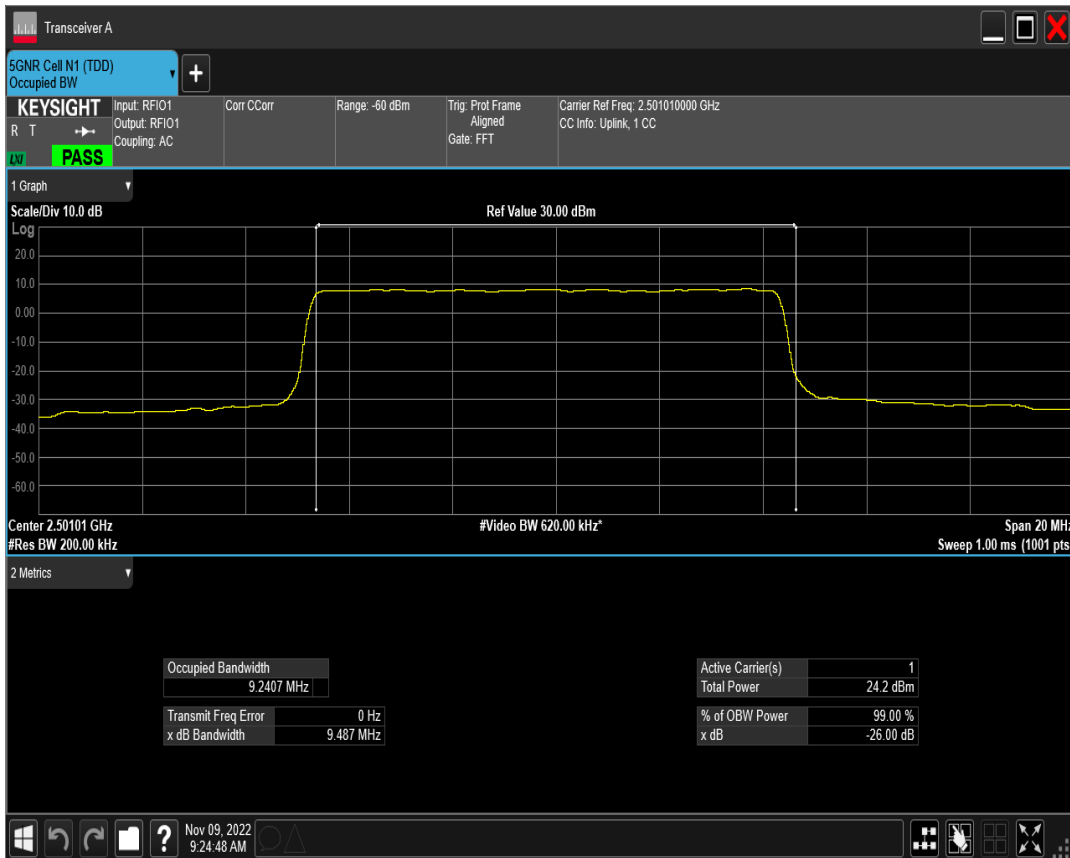 Transceiver A
5GNR Cell N1 (TDD)
Occupied BW
+
KEYSIGHT
R T
LXI
PASS
Input: RFIO1
Output: RFIO1
Coupling: AC
Corr CCorr
Range: -60 dBm
Trig: Prot Frame
Aligned
Gate: FFT
Carrier Ref Freq: 2.501010000 GHz
CC Info: Uplink, 1 CC
1 Graph
Scale/Div 10.0 dB
Ref Value 30.00 dBm
Log
20.0
10.0
0.00
-10.0
-20.0
-30.0
-40.0
-50.0
-60.0
Center 2.50101 GHz
#Video BW 620.00 kHz*
Span 20 MHz
#Res BW 200.00 kHz
Sweep 1.00 ms (1001 pts
2 Metrics
Occupied Bandwidth
9.2407 MHz
Transmit Freq Error 0 Hz
x dB Bandwidth 9.487 MHz
Active Carrier(s) 1
Total Power 24.2 dBm
% of OBW Power 99.00 %
x dB -26.00 dB
?
Nov 09, 2022
9:24:48 AM